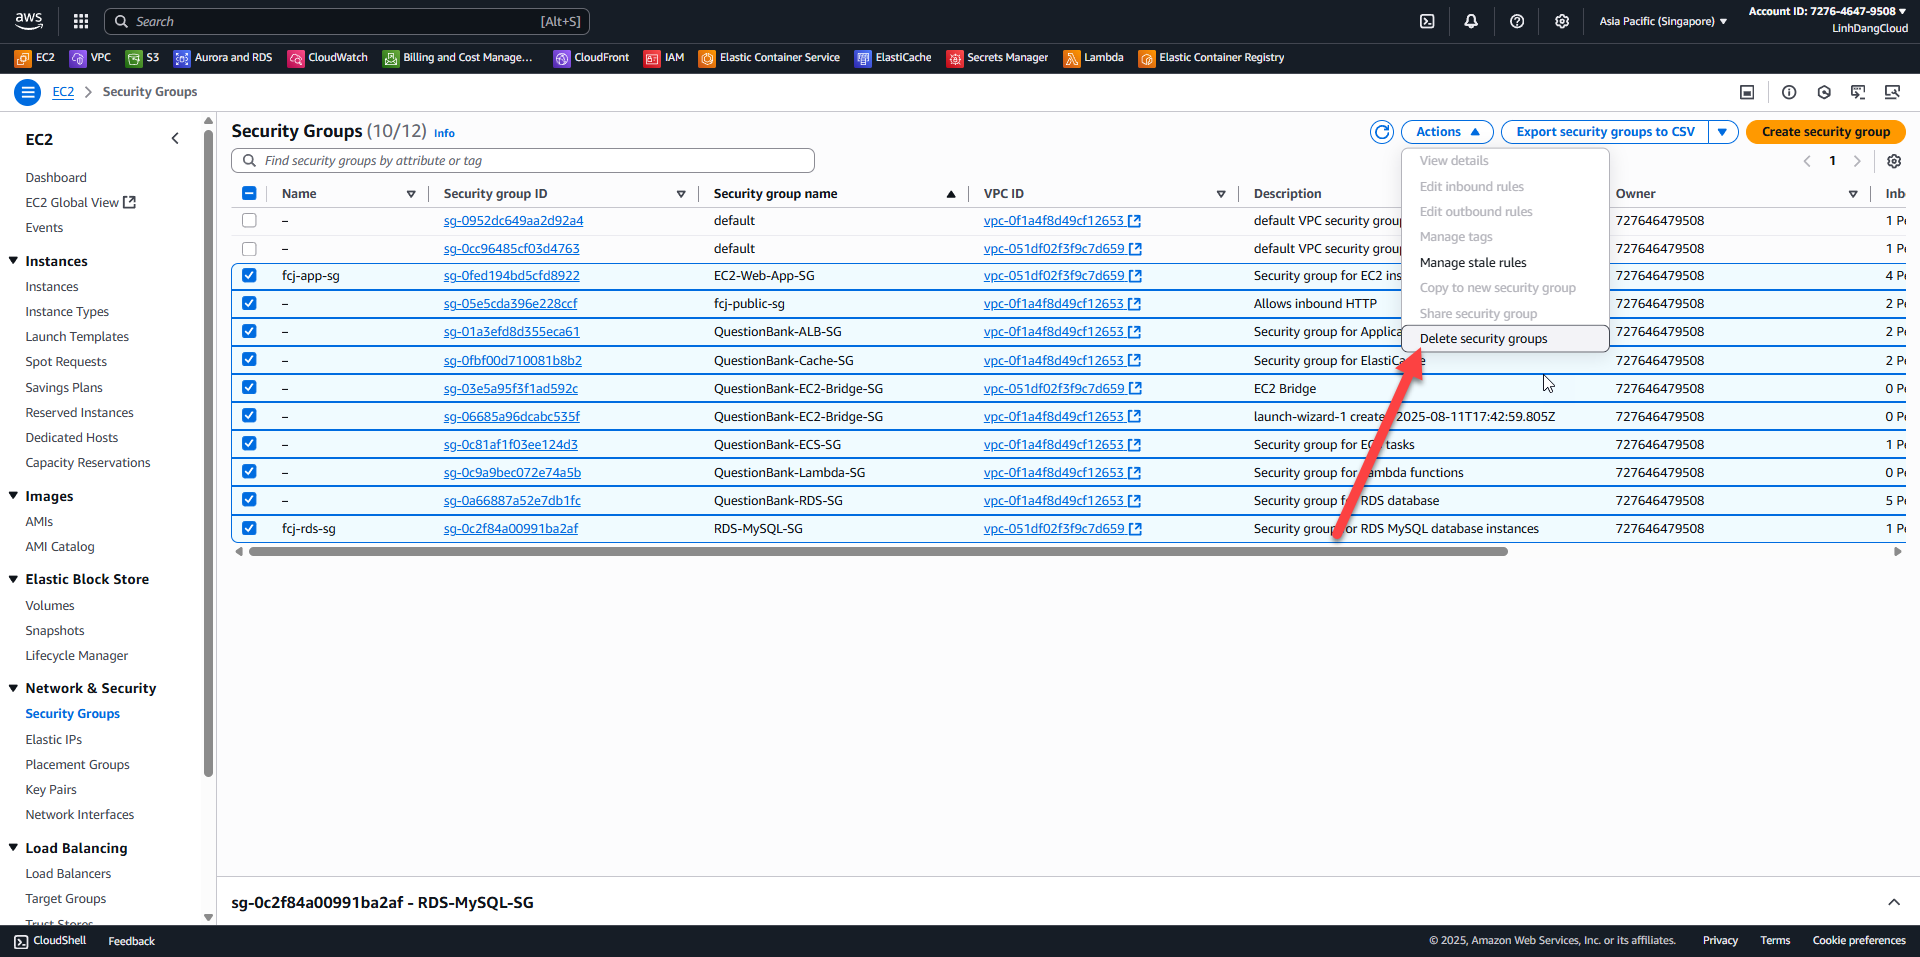 aws
Search
[Alt+S]
Asia Pacific (Singapore)
Account ID: 7276-4647-9508
LinhDangCloud
EC2
VPC
S3
Aurora and RDS
CloudWatch
Billing and Cost Manage...
CloudFront
IAM
Elastic Container Service
ElastiCache
Secrets Manager
Lambda
Elastic Container Registry
EC2 > Security Groups
EC2
Dashboard
EC2 Global View
Events
Instances
Instances
Instance Types
Launch Templates
Spot Requests
Savings Plans
Reserved Instances
Dedicated Hosts
Capacity Reservations
Images
AMIs
AMI Catalog
Elastic Block Store
Volumes
Snapshots
Lifecycle Manager
Network & Security
Security Groups
Elastic IPs
Placement Groups
Key Pairs
Network Interfaces
Load Balancing
Load Balancers
Target Groups
Trust Stores
Security Groups (10/12) Info
Actions
Export security groups to CSV
Create security group
Find security groups by attribute or tag
1
View details
Edit inbound rules
Edit outbound rules
Manage tags
Manage stale rules
Copy to new security group
Share security group
Delete security groups
Name Security group ID Security group name VPC ID Description Owner Inb
– sg-0952dc649aa2d92a4 default vpc-0f1a4f8d49cf12653 default VPC security grou 727646479508 1 P
– sg-0cc96485cf03d4763 default vpc-051df02f3f9c7d659 default VPC security grou 727646479508 1 P
fcj-app-sg sg-0fed194bd5cfd8922 EC2-Web-App-SG vpc-051df02f3f9c7d659 Security group for EC2 ins 727646479508 4 P
– sg-05e5cda396e228ccf fcj-public-sg vpc-0f1a4f8d49cf12653 Allows inbound HTTP 727646479508 2 P
– sg-01a3efd8d355eca61 QuestionBank-ALB-SG vpc-0f1a4f8d49cf12653 Security group for Applica 727646479508 2 P
– sg-0fbf00d710081b8b2 QuestionBank-Cache-SG vpc-0f1a4f8d49cf12653 Security group for ElastiCache 727646479508 2 P
– sg-03e5a95f3f1ad592c QuestionBank-EC2-Bridge-SG vpc-051df02f3f9c7d659 EC2 Bridge 727646479508 0 P
– sg-06685a96dcabc535f QuestionBank-EC2-Bridge-SG vpc-0f1a4f8d49cf12653 launch-wizard-1 created 2025-08-11T17:42:59.805Z 727646479508 0 P
– sg-0c81af1f03ee124d3 QuestionBank-ECS-SG vpc-0f1a4f8d49cf12653 Security group for ECS tasks 727646479508 1 P
– sg-0c9a9bec072e74a5b QuestionBank-Lambda-SG vpc-0f1a4f8d49cf12653 Security group for Lambda functions 727646479508 0 P
– sg-0a66887a52e7db1fc QuestionBank-RDS-SG vpc-0f1a4f8d49cf12653 Security group for RDS database 727646479508 5 P
fcj-rds-sg sg-0c2f84a00991ba2af RDS-MySQL-SG vpc-051df02f3f9c7d659 Security group for RDS MySQL database instances 727646479508 1 P
sg-0c2f84a00991ba2af - RDS-MySQL-SG
CloudShell
Feedback
© 2025, Amazon Web Services, Inc. or its affiliates.
Privacy
Terms
Cookie preferences